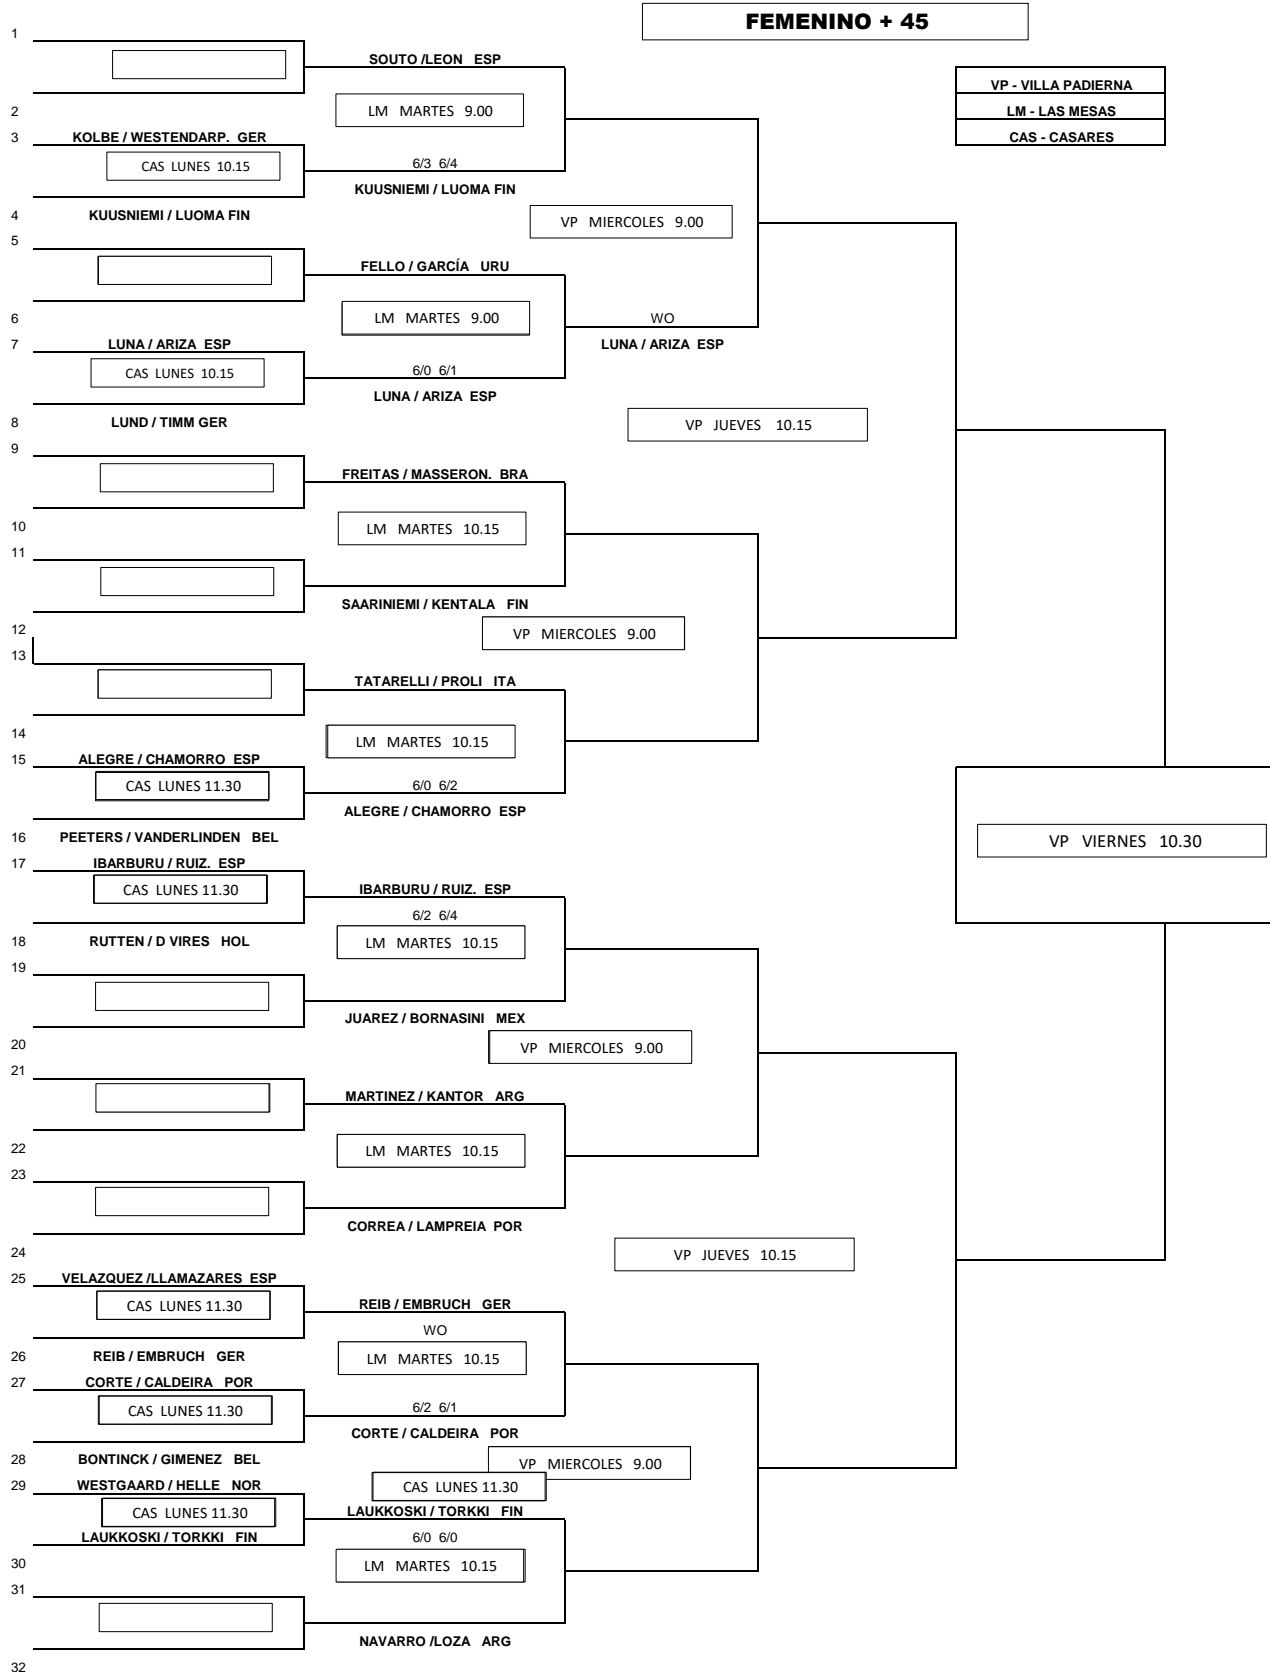 FEMENINO + 45
1
SOUTO /LEON ESP
VP - VILLA PADIERNA
LM MARTES 9.00
2
LM - LAS MESAS
3
KOLBE / WESTENDARP. GER
CAS - CASARES
CAS LUNES 10.15
6/3 6/4
KUUSNIEMI / LUOMA FIN
4
KUUSNIEMI / LUOMA FIN
VP MIERCOLES 9.00
5
FELLO / GARCÍA URU
6
LM MARTES 9.00
WO
7
LUNA / ARIZA ESP
LUNA / ARIZA ESP
CAS LUNES 10.15
6/0 6/1
LUNA / ARIZA ESP
8
LUND / TIMM GER
VP JUEVES 10.15
9
FREITAS / MASSERON. BRA
10
LM MARTES 10.15
11
SAARINIEMI / KENTALA FIN
12
VP MIERCOLES 9.00
13
TATARELLI / PROLI ITA
14
LM MARTES 10.15
15
ALEGRE / CHAMORRO ESP
CAS LUNES 11.30
6/0 6/2
ALEGRE / CHAMORRO ESP
16
PEETERS / VANDERLINDEN BEL
VP VIERNES 10.30
17
IBARBURU / RUIZ. ESP
CAS LUNES 11.30
IBARBURU / RUIZ. ESP
6/2 6/4
18
RUTTEN / D VIRES HOL
LM MARTES 10.15
19
JUAREZ / BORNASINI MEX
20
VP MIERCOLES 9.00
21
MARTINEZ / KANTOR ARG
22
LM MARTES 10.15
23
CORREA / LAMPREIA POR
24
VP JUEVES 10.15
25
VELAZQUEZ /LLAMAZARES ESP
CAS LUNES 11.30
REIB / EMBRUCH GER
WO
26
REIB / EMBRUCH GER
LM MARTES 10.15
27
CORTE / CALDEIRA POR
CAS LUNES 11.30
6/2 6/1
CORTE / CALDEIRA POR
28
BONTINCK / GIMENEZ BEL
VP MIERCOLES 9.00
29
WESTGAARD / HELLE NOR
CAS LUNES 11.30
CAS LUNES 11.30
LAUKKOSKI / TORKKI FIN
LAUKKOSKI / TORKKI FIN
6/0 6/0
30
LM MARTES 10.15
31
NAVARRO /LOZA ARG
32